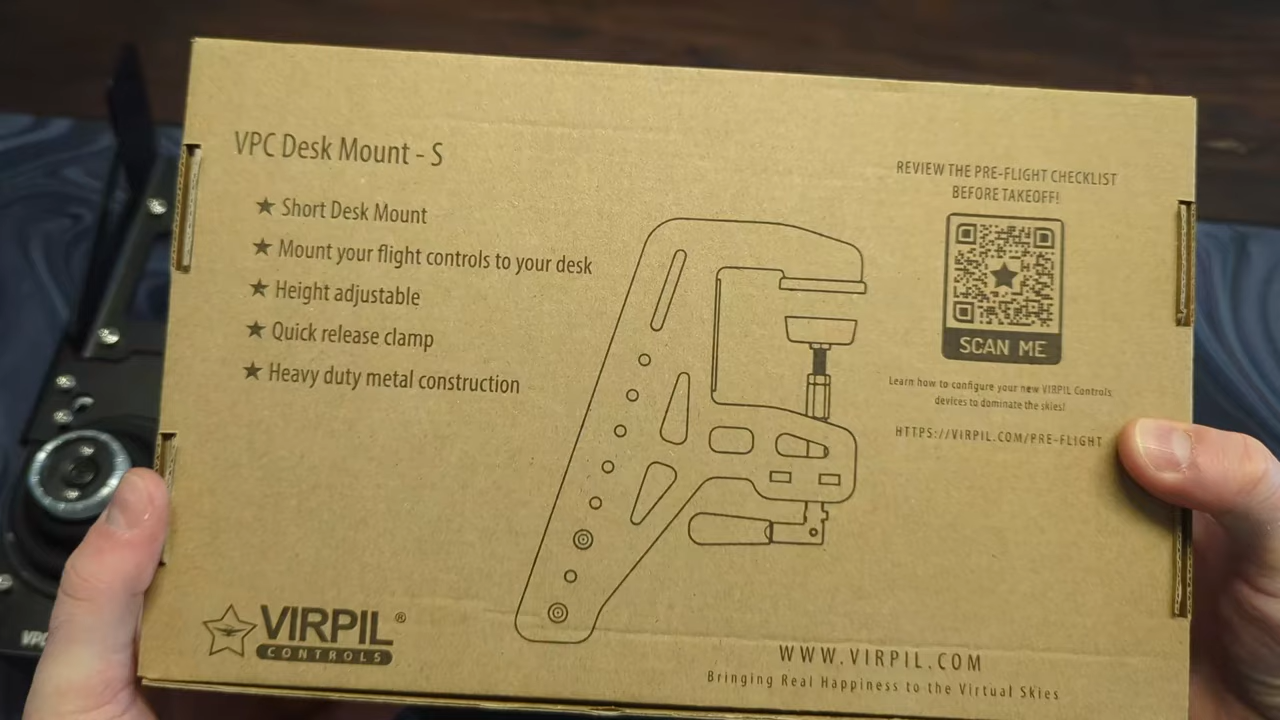 VPC Desk Mount - S
★ Short Desk Mount
★ Mount your flight controls to your desk
★ Height adjustable
★ Quick release clamp
★ Heavy duty metal construction
REVIEW THE PRE-FLIGHT CHECKLIST
BEFORE TAKEOFF!
SCAN ME
Learn how to configure your new VIRPIL Controls
devices to dominate the skies!
HTTPS://VIRPIL.COM/PRE-FLIGHT
VIRPIL®
CONTROLS
WWW.VIRPIL.COM
Bringing Real Happiness to the Virtual Skies
VPC